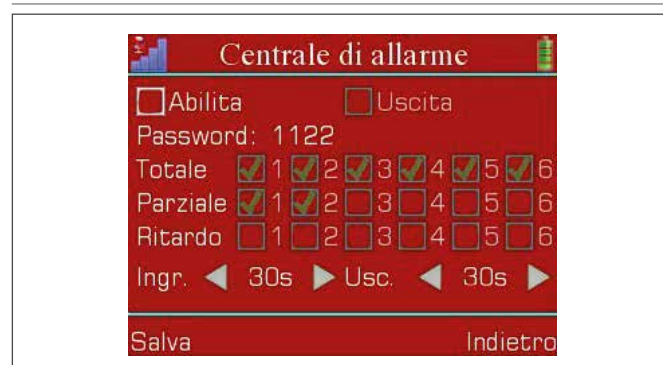 Centrale di allarme
Abilita Uscita
Password: 1122
Totale 1 2 3 4 5 6
Parziale 1 2 3 4 5 6
Ritardo 1 2 3 4 5 6
Ingr. 30s Usc. 30s
Salva Indietro